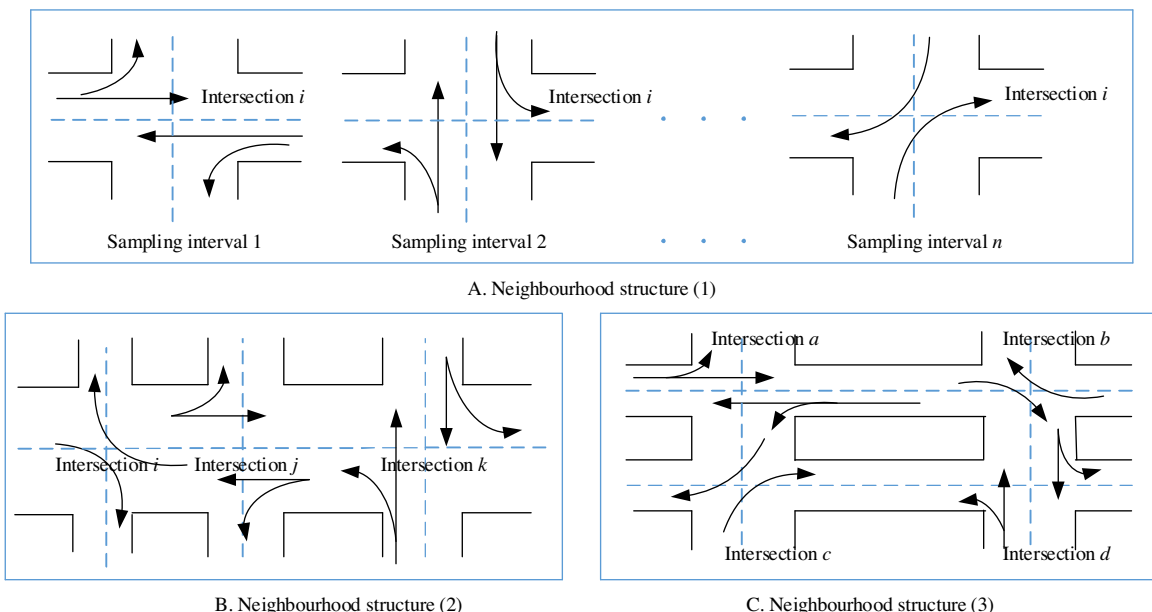 Intersection i
Intersection i
Intersection i
Sampling interval 1
Sampling interval 2
Sampling interval n
A. Neighbourhood structure (1)
Intersection i
Intersection j
Intersection k
B. Neighbourhood structure (2)
Intersection a
Intersection b
Intersection c
Intersection d
C. Neighbourhood structure (3)